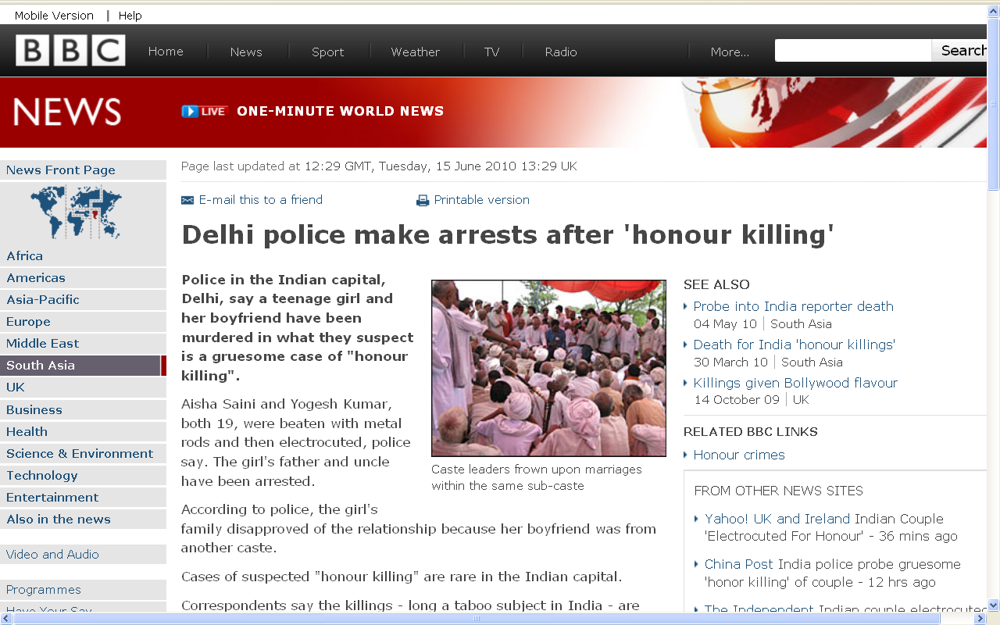 Mobile Version | Help
BBC Home News Sport Weather TV Radio More... Search
NEWS
LIVE ONE-MINUTE WORLD NEWS
News Front Page
Africa
Americas
Asia-Pacific
Europe
Middle East
South Asia
UK
Business
Health
Science & Environment
Technology
Entertainment
Also in the news
Video and Audio
Programmes
Have Your Say
Page last updated at 12:29 GMT, Tuesday, 15 June 2010 13:29 UK
E-mail this to a friend
Printable version
Delhi police make arrests after 'honour killing'
Police in the Indian capital,
Delhi, say a teenage girl and
her boyfriend have been
murdered in what they suspect
is a gruesome case of "honour
killing".
Aisha Saini and Yogesh Kumar,
both 19, were beaten with metal
rods and then electrocuted, police
say. The girl's father and uncle
have been arrested.
According to police, the girl's
family disapproved of the relationship because her boyfriend was from
another caste.
Cases of suspected "honour killing" are rare in the Indian capital.
Correspondents say the killings - long a taboo subject in India - are
Caste leaders frown upon marriages
within the same sub-caste
SEE ALSO
Probe into India reporter death
04 May 10 | South Asia
Death for India 'honour killings'
30 March 10 | South Asia
Killings given Bollywood flavour
14 October 09 | UK
RELATED BBC LINKS
Honour crimes
FROM OTHER NEWS SITES
Yahoo! UK and Ireland Indian Couple
'Electrocuted For Honour' - 36 mins ago
China Post India police probe gruesome
'honor killing' of couple - 12 hrs ago
The Independent Indian couple electrocuted